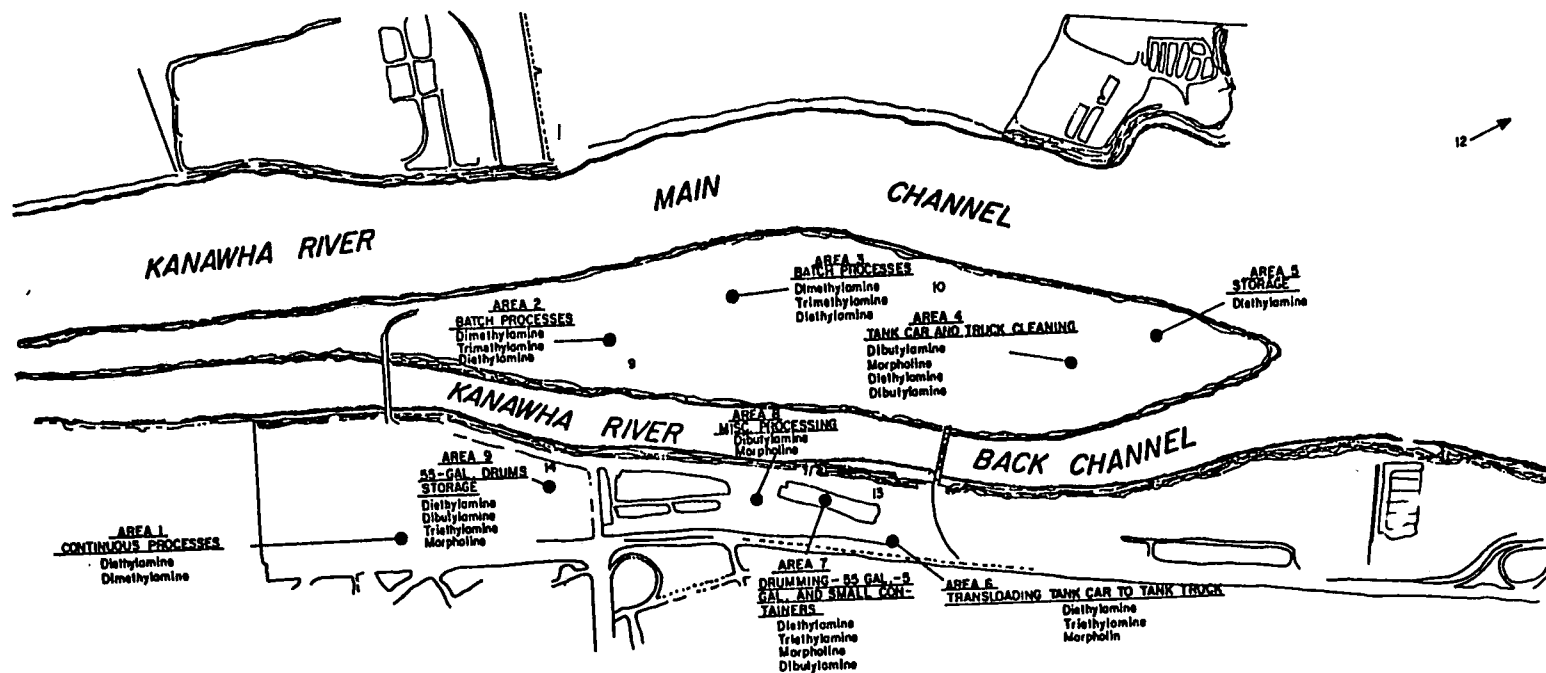 12
MAIN
CHANNEL
KANAWHA RIVER
AREA 3
BATCH PROCESSES
Dimethylamine
Trimethylamine
Diethylamine
10
AREA 5
STORAGE
Diethylamine
AREA 2
BATCH PROCESSES
Dimethylamine
Trimethylamine
Diethylamine
9
AREA 4
TANK CAR AND TRUCK CLEANING
Dibutylamine
Morpholine
Diethylamine
Dibutylamine
KANAWHA RIVER
BACK CHANNEL
AREA 8
MISC. PROCESSING
Dibutylamine
Morpholine
13
AREA 9
55-GAL. DRUMS
STORAGE
Diethylamine
Dibutylamine
Triethylamine
Morpholine
14
AREA 1
CONTINUOUS PROCESSES
Diethylamine
Dimethylamine
AREA 7
DRUMMING-55 GAL.-5
GAL. AND SMALL CON-
TAINERS
Diethylamine
Triethylamine
Morpholine
Dibutylamine
AREA 6
TRANSLOADING TANK CAR TO TANK TRUCK
Diethylamine
Triethylamine
Morpholin